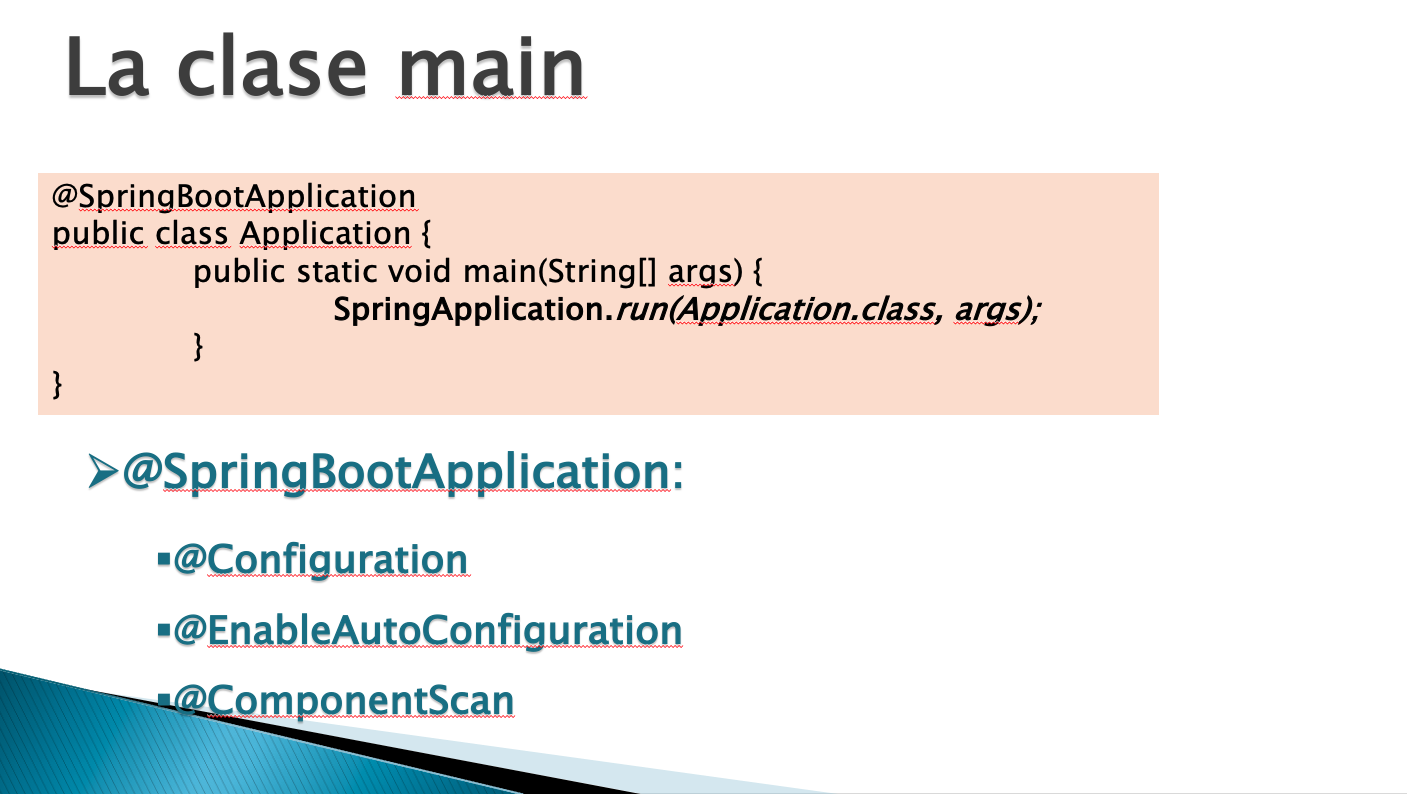 La clase main
@SpringBootApplication
public class Application {
public static void main(String[] args) {
SpringApplication.run(Application.class, args);
}
}
➢@SpringBootApplication:
▪@Configuration
▪@EnableAutoConfiguration
▪@ComponentScan